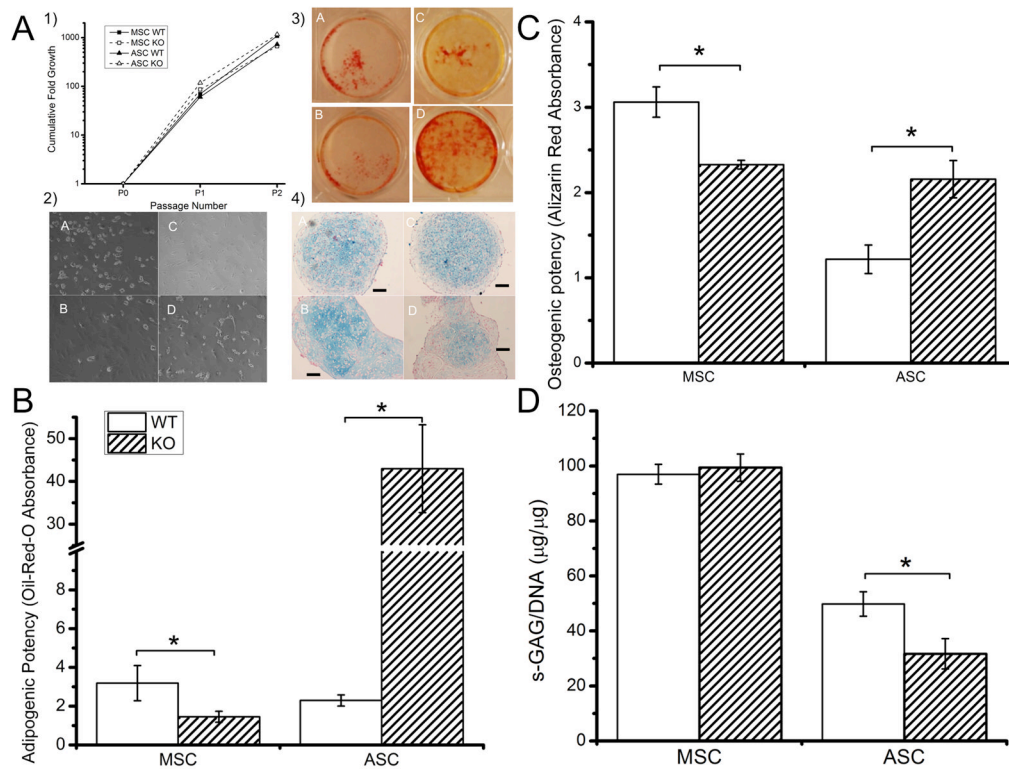 A
1)
MSC WT
MSC KO
ASC WT
ASC KO
Cumulative Fold Growth
1000
100
10
1
P0
P1
P2
Passage Number
2)
A
C
B
D
3)
A
C
B
D
4)
A
C
B
D
B
WT
KO
Adipogenic Potency (Oil-Red-O Absorbance)
50
40
30
8
6
4
2
0
*
*
MSC
ASC
C
Osteogenic potency (Alizarin Red Absorbance)
4
3
2
1
0
*
*
MSC
ASC
D
s-GAG/DNA (µg/µg)
120
100
80
60
40
20
0
*
MSC
ASC